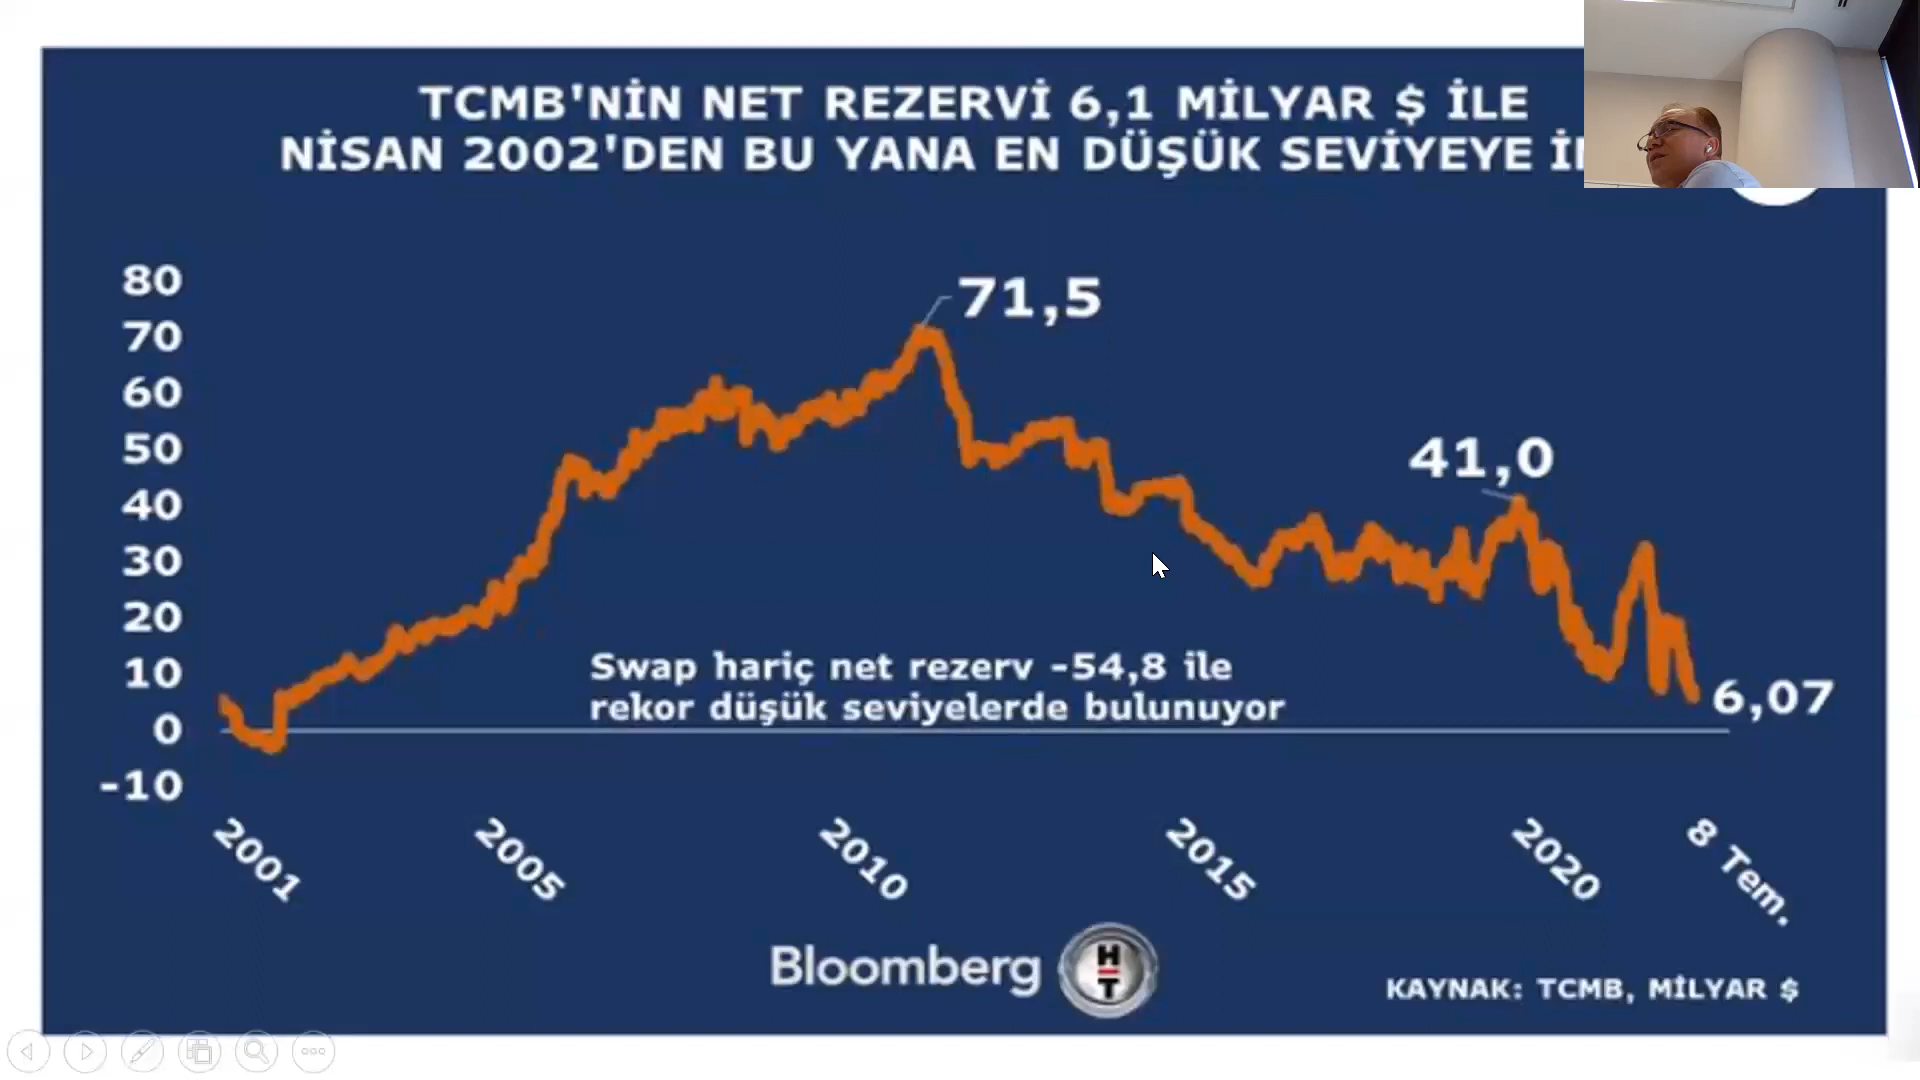 TCMB'NİN NET REZERVİ 6,1 MİLYAR $ İLE
NİSAN 2002'DEN BU YANA EN DÜŞÜK SEVİYEYE
80
70
60
50
40
30
20
10
0
-10
71,5
41,0
6,07
Swap hariç net rezerv -54,8 ile
rekor düşük seviyelerde bulunuyor
2001
2005
2010
2015
2020
8 Tem.
Bloomberg HT
KAYNAK: TCMB, MİLYAR $